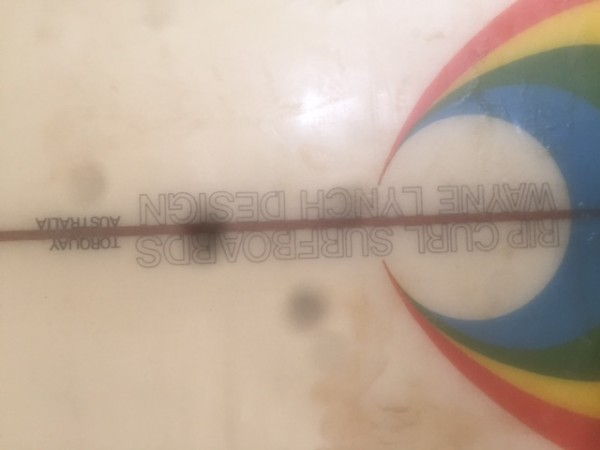 RIP CURL SURFBOARDS
WAYNE LYNCH DESIGN
TORQUAY
AUSTRALIA